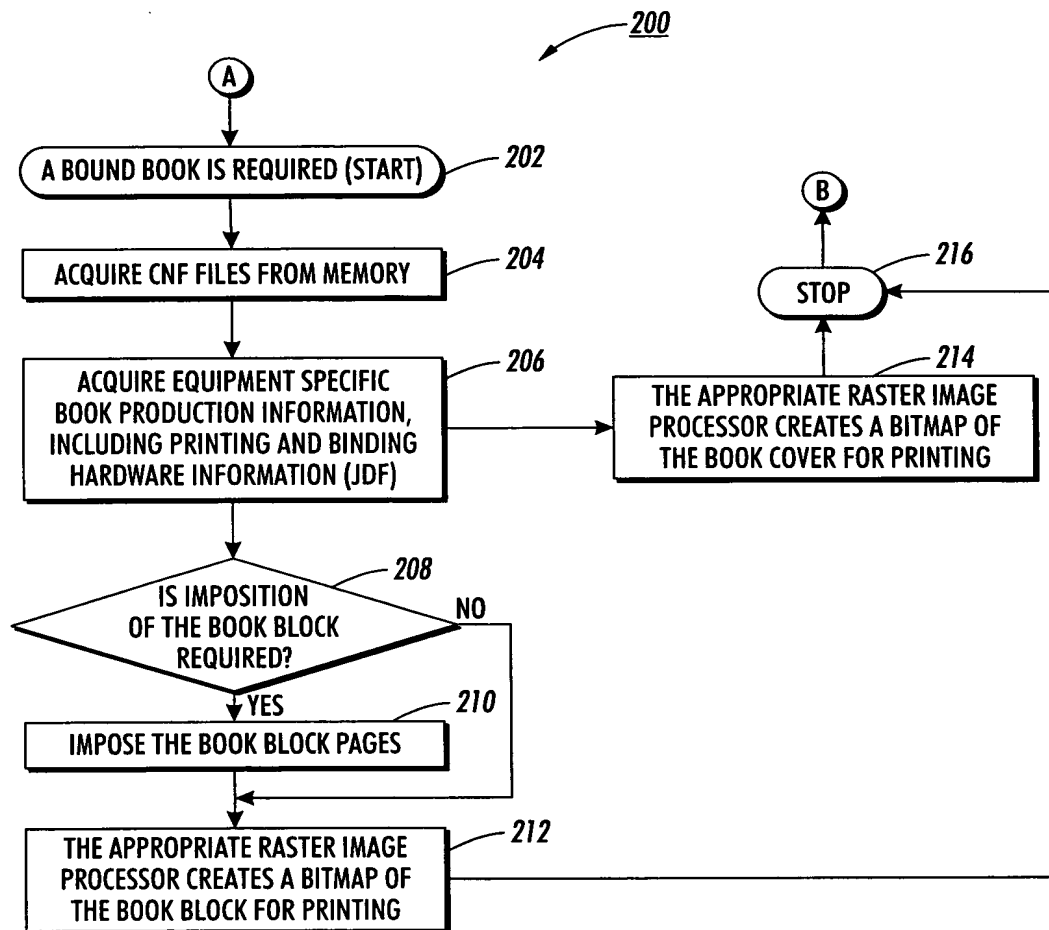 200
A
A BOUND BOOK IS REQUIRED (START)
202
ACQUIRE CNF FILES FROM MEMORY
204
ACQUIRE EQUIPMENT SPECIFIC
BOOK PRODUCTION INFORMATION,
INCLUDING PRINTING AND BINDING
HARDWARE INFORMATION (JDF)
206
IS IMPOSITION
OF THE BOOK BLOCK
REQUIRED?
208
NO
YES
210
IMPOSE THE BOOK BLOCK PAGES
THE APPROPRIATE RASTER IMAGE
PROCESSOR CREATES A BITMAP OF
THE BOOK BLOCK FOR PRINTING
212
B
216
STOP
214
THE APPROPRIATE RASTER IMAGE
PROCESSOR CREATES A BITMAP OF
THE BOOK COVER FOR PRINTING